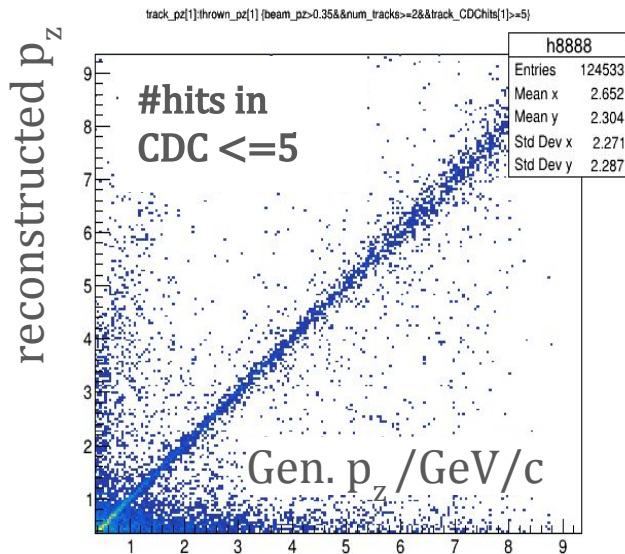 track_pz[1]:thrown_pz[1] {beam_pz>0.35&&num_tracks>=2&&track_CDChits[1]>=5}
h8888
Entries 124533
Mean x 2.652
Mean y 2.304
Std Dev x 2.271
Std Dev y 2.287
#hits in
CDC <=5
reconstructed p_z
9
8
7
6
5
4
3
2
1
Gen. p_z /GeV/c
1 2 3 4 5 6 7 8 9